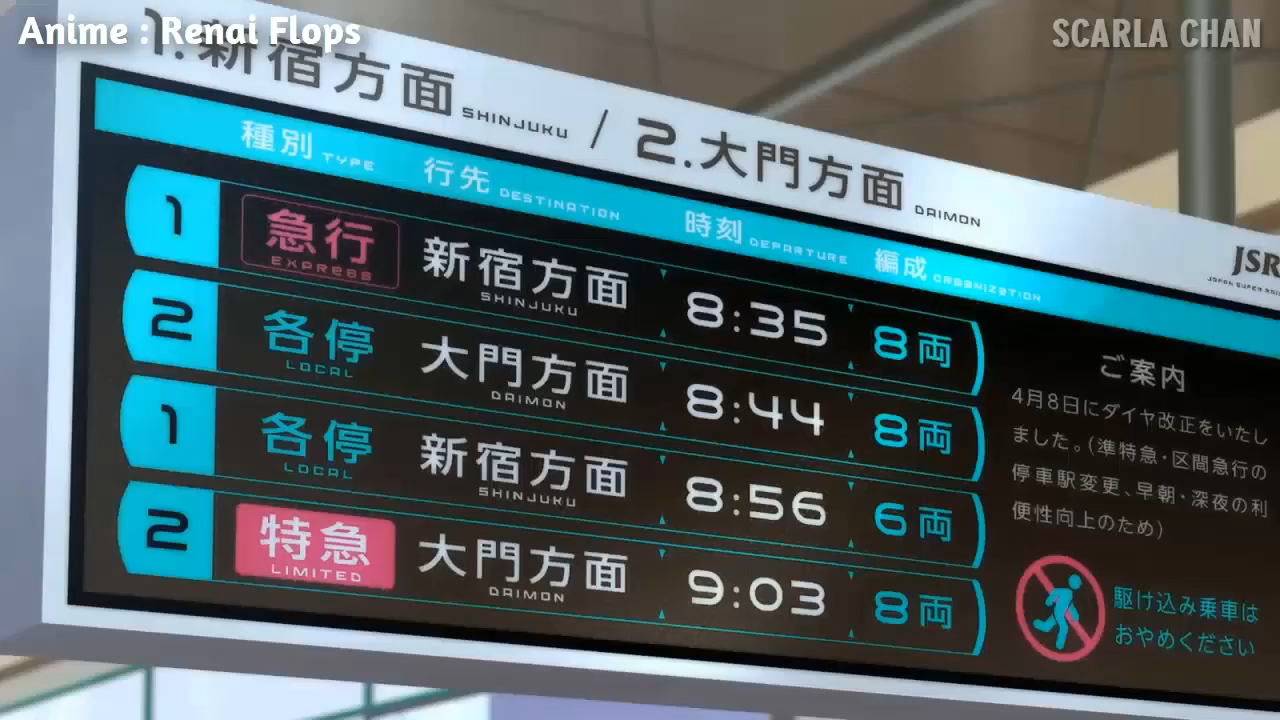 Anime : Renai Flops
SCARLA CHAN
1.新宿方面 SHINJUKU / 2.大門方面 DAIMON
JSR
種別 TYPE 行先 DESTINATION 時刻 DEPARTURE 編成 ORGANIZATION
1 急行 EXPRESS 新宿方面 SHINJUKU 8:35 8両
2 各停 LOCAL 大門方面 DAIMON 8:44 8両
1 各停 LOCAL 新宿方面 SHINJUKU 8:56 6両
2 特急 LIMITED 大門方面 DAIMON 9:03 8両
ご案内
4月8日にダイヤ改正をいたし
ました。(準特急・区間急行の
停車駅変更、早朝・深夜の利
便性向上のため)
駆け込み乗車は
おやめください